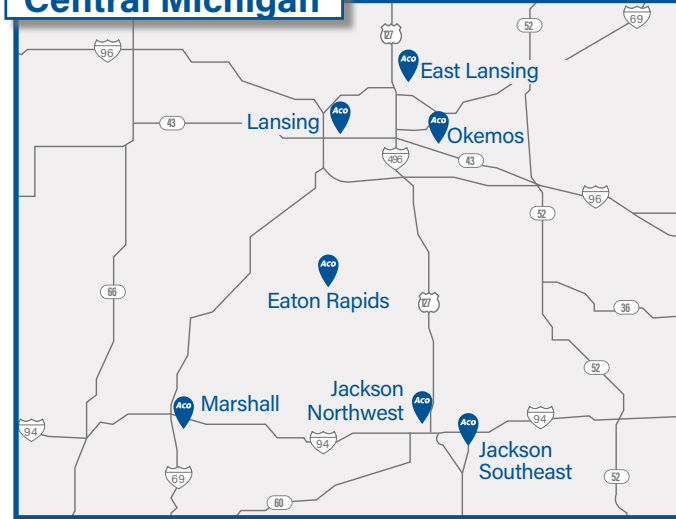 Central Michigan
69
52
127
96
Aco
East Lansing
Aco
Lansing
43
Aco
Okemos
496
43
96
52
Aco
Eaton Rapids
66
127
36
52
Aco
Marshall
Jackson
Northwest
Aco
94
94
Aco
94
Jackson
Southeast
69
60
52